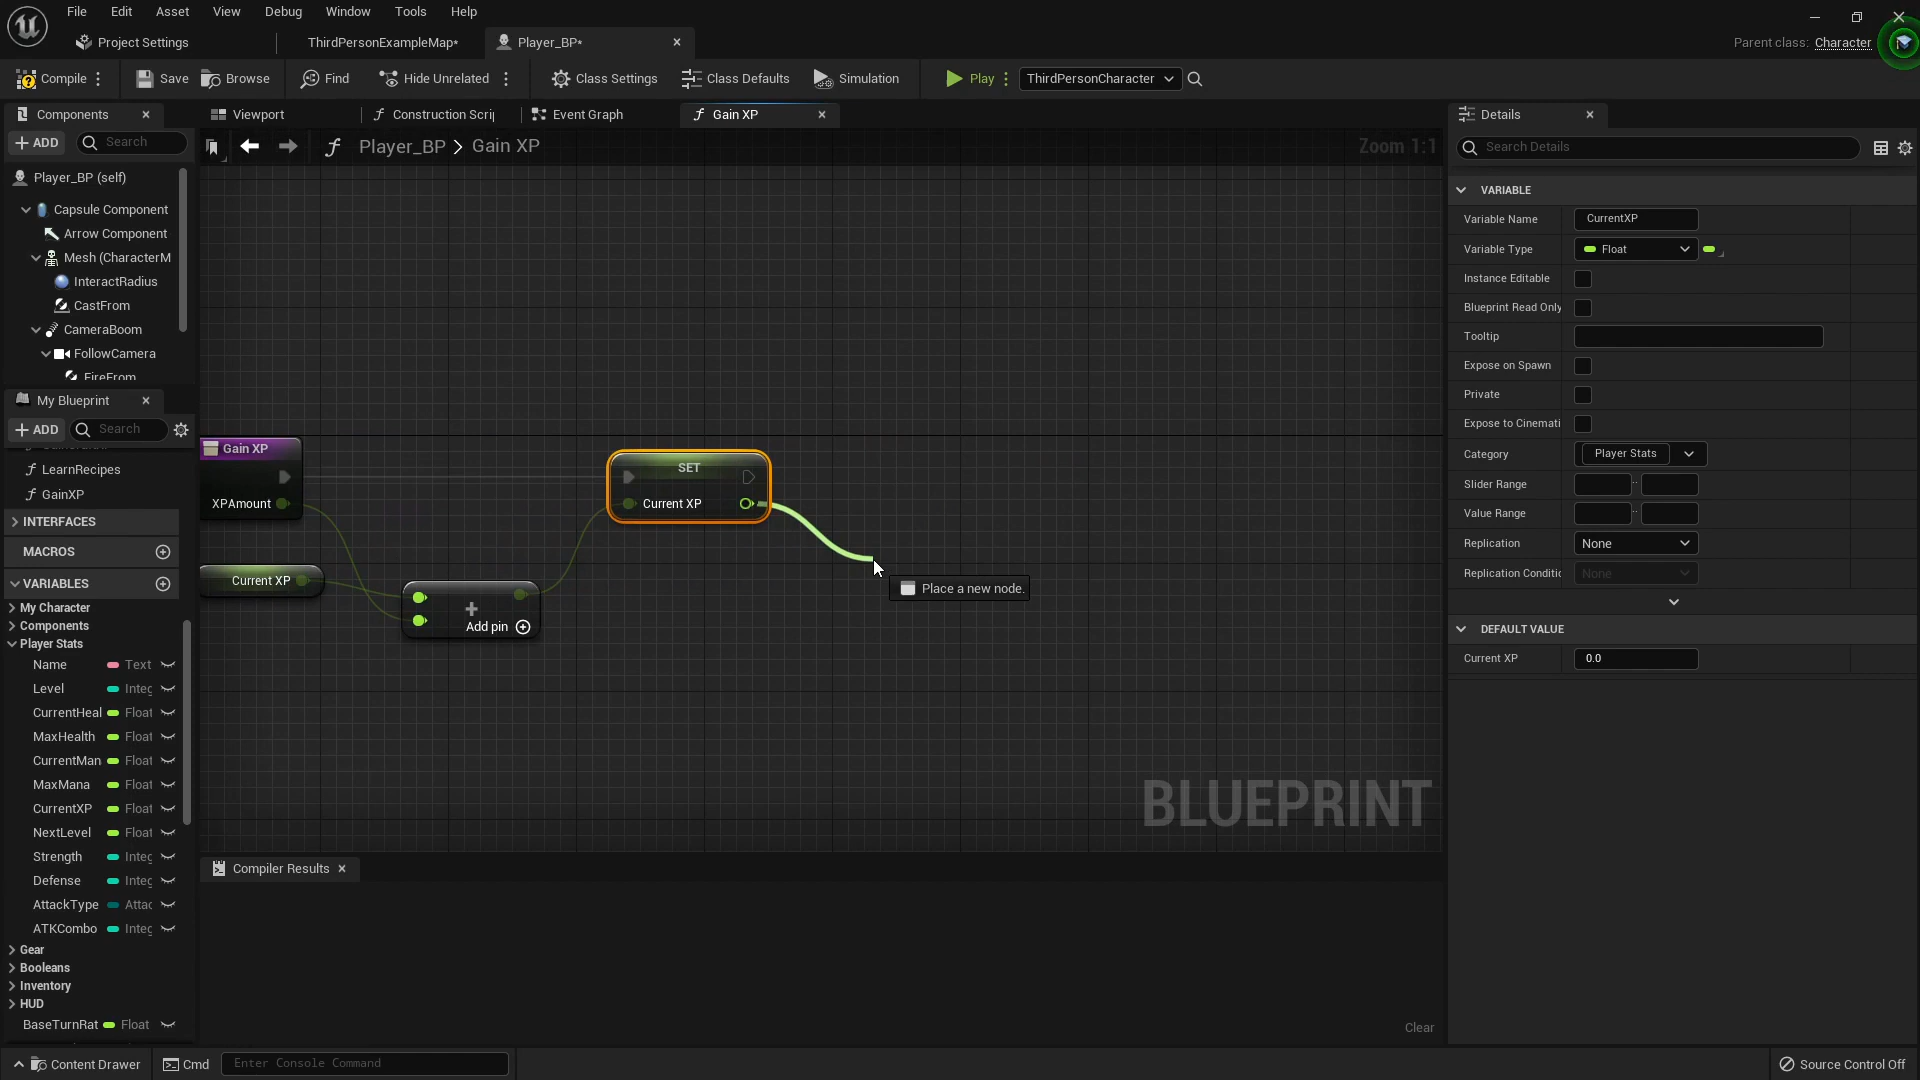 File Edit Asset View Debug Window Tools Help
Project Settings
ThirdPersonExampleMap*
Player_BP*
Parent class: Character
Compile
Save
Browse
Find
Hide Unrelated
Class Settings
Class Defaults
Simulation
Play
ThirdPersonCharacter
Components
ADD
Search
Player_BP (self)
Capsule Component
Arrow Component
Mesh (CharacterM
InteractRadius
CastFrom
CameraBoom
FollowCamera
FireFrom
My Blueprint
ADD
Search
LearnRecipes
GainXP
INTERFACES
MACROS
VARIABLES
My Character
Components
Player Stats
Name Text
Level Integ
CurrentHeal Float
MaxHealth Float
CurrentMan Float
MaxMana Float
CurrentXP Float
NextLevel Float
Strength Integ
Defense Integ
AttackType Attac
ATKCombo Integ
Gear
Booleans
Inventory
HUD
BaseTurnRat Float
Viewport
Construction Scrip
Event Graph
Gain XP
Player_BP > Gain XP
Zoom 1:1
Gain XP
XPAmount
Current XP
Add pin
SET
Current XP
Place a new node.
BLUEPRINT
Compiler Results
Clear
Details
Search Details
VARIABLE
Variable Name CurrentXP
Variable Type Float
Instance Editable
Blueprint Read Only
Tooltip
Expose on Spawn
Private
Expose to Cinemati
Category Player Stats
Slider Range
Value Range
Replication None
Replication Conditic None
DEFAULT VALUE
Current XP 0.0
Content Drawer
Cmd
Enter Console Command
Source Control Off